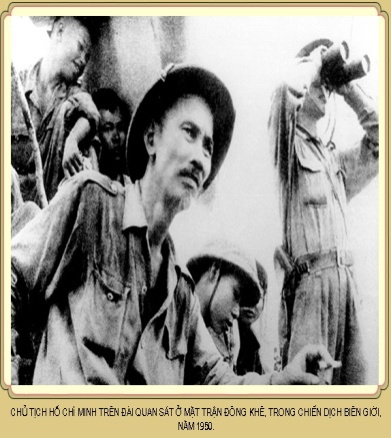 CHỦ TỊCH HỒ CHÍ MINH TRÊN ĐÀI QUAN SÁT Ở MẶT TRẬN ĐÔNG KHÊ, TRONG CHIẾN DỊCH BIÊN GIỚI,
NĂM 1950.